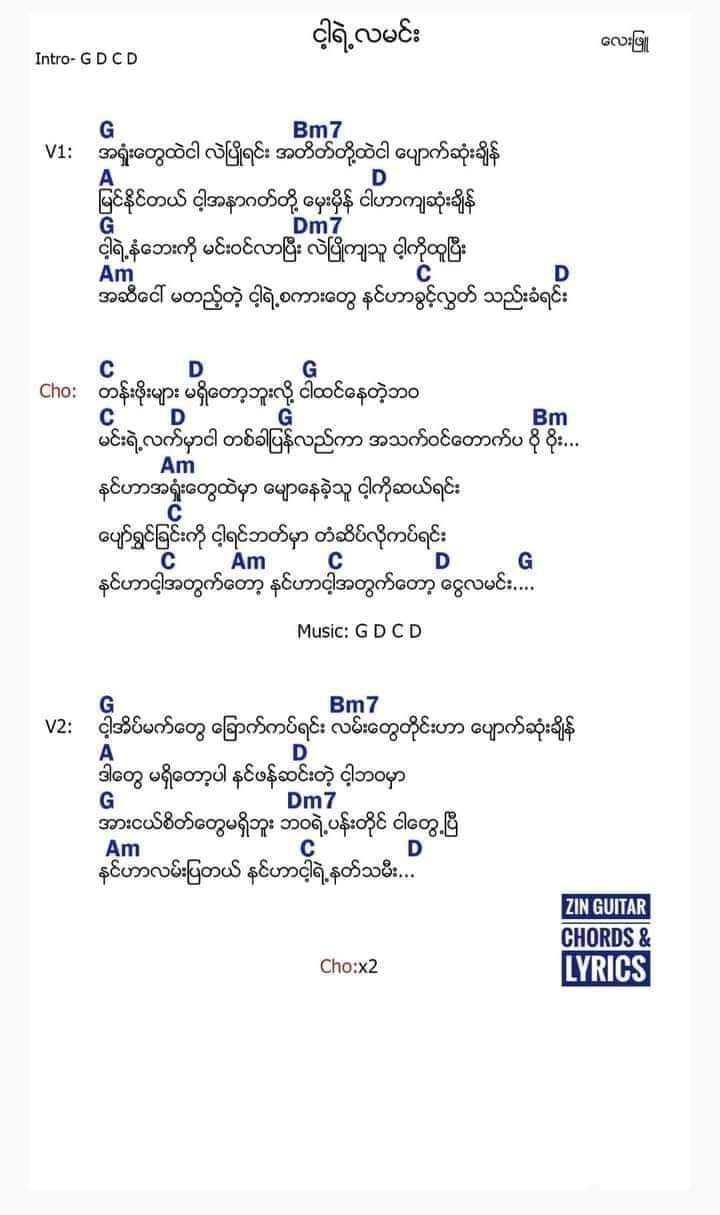 ငါ့ရဲ့လမင်း
လေးဖြူ
Intro- G D C D
G Bm7
V1: အရှုံးတွေထဲငါ လဲပြိုရင်း အတိတ်တို့ထဲငါ ပျောက်ဆုံးချိန်
A D
မြင်နိုင်တယ် ငါ့အနာဂတ်တို့ မှေးမှိန် ငါဟာကျဆုံးချိန်
G Dm7
ငါ့ရဲ့နံဘေးကို မင်းဝင်လာပြီး လဲပြိုကျသူ ငါ့ကိုထူပြီး
Am C D
အဆီငေါ် မတည့်တဲ့ ငါ့ရဲ့စကားတွေ နင်ဟာခွင့်လွှတ် သည်းခံရင်း
C D G
Cho: တန်းဖိုးများ မရှိတော့ဘူးလို့ ငါထင်နေတဲ့ဘဝ
C D G Bm
မင်းရဲ့လက်မှာငါ တစ်ခါပြန်လည်ကာ အသက်ဝင်တောက်ပ ဝို ဝိုး...
Am
နင်ဟာအရှုံးတွေထဲမှာ မျောနေခဲ့သူ ငါ့ကိုဆယ်ရင်း
C
ပျော်ရွှင်ခြင်းကို ငါ့ရင်ဘတ်မှာ တံဆိပ်လိုကပ်ရင်း
C Am C D G
နင်ဟာငါ့အတွက်တော့ နင်ဟာငါ့အတွက်တော့ ငွေလမင်း....
Music: G D C D
G Bm7
V2: ငါ့အိပ်မက်တွေ ခြောက်ကပ်ရင်း လမ်းတွေတိုင်းဟာ ပျောက်ဆုံးချိန်
A D
ဒါတွေ မရှိတော့ပါ နင်ဖန်ဆင်းတဲ့ ငါ့ဘဝမှာ
G Dm7
အားငယ်စိတ်တွေမရှိဘူး ဘဝရဲ့ပန်းတိုင် ငါတွေ့ပြီ
Am C D
နင်ဟာလမ်းပြတယ် နင်ဟာငါ့ရဲ့နတ်သမီး...
Cho:x2
ZIN GUITAR
CHORDS &
LYRICS